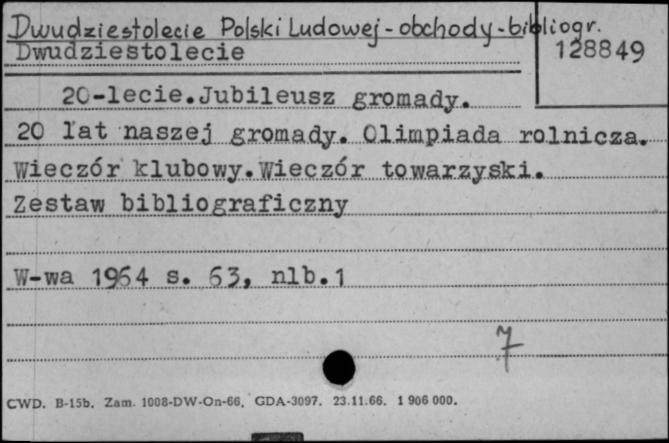 Dwudziestolecie Polski Ludowej - obchody - bibliogr.
Dwudziestolecie
128849
20-lecie.Jubileusz gromady.
20 lat naszej gromady. Olimpiada rolnicza.
Wieczór klubowy.Wieczór towarzyski.
Zestaw bibliograficzny
W-wa 1964 s. 63, nlb.1
7
CWD. B-15b. Zam. 1008-DW-On-66. GDA-3097. 23.11.66. 1 906 000.